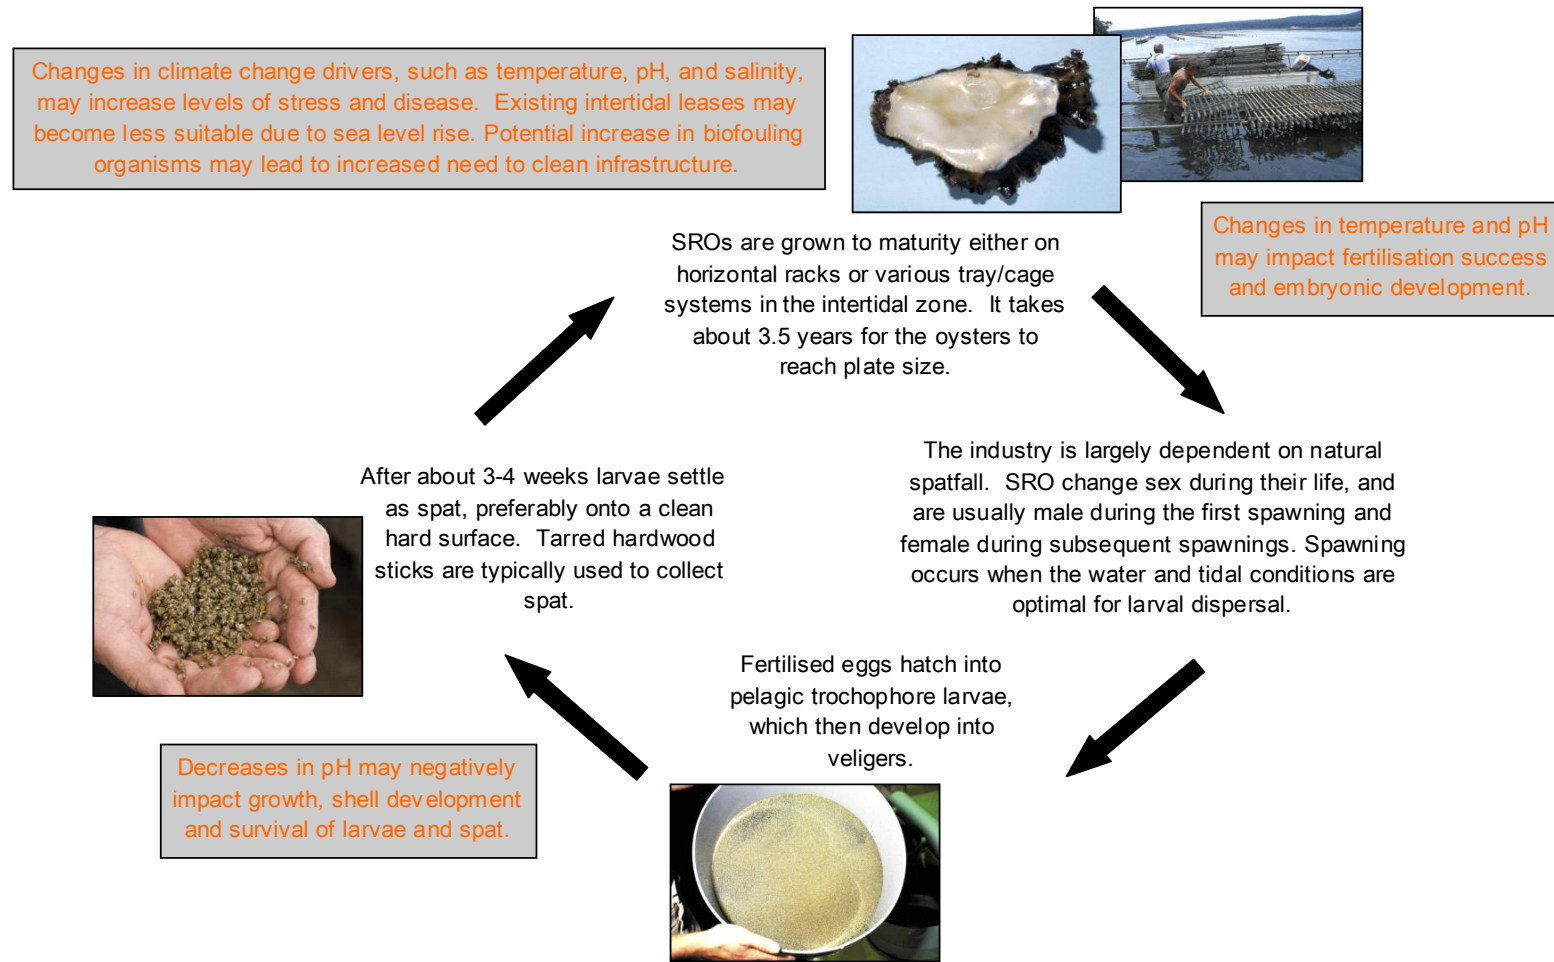 Changes in climate change drivers, such as temperature, pH, and salinity,
may increase levels of stress and disease.  Existing intertidal leases may
become less suitable due to sea level rise. Potential increase in biofouling
organisms may lead to increased need to clean infrastructure.
Changes in temperature and pH
may impact fertilisation success
and embryonic development.
SROs are grown to maturity either on
horizontal racks or various tray/cage
systems in the intertidal zone.  It takes
about 3.5 years for the oysters to
reach plate size.
The industry is largely dependent on natural
spatfall.  SRO change sex during their life, and
are usually male during the first spawning and
female during subsequent spawnings. Spawning
occurs when the water and tidal conditions are
optimal for larval dispersal.
After about 3-4 weeks larvae settle
as spat, preferably onto a clean
hard surface.  Tarred hardwood
sticks are typically used to collect
spat.
Fertilised eggs hatch into
pelagic trochophore larvae,
which then develop into
veligers.
Decreases in pH may negatively
impact growth, shell development
and survival of larvae and spat.